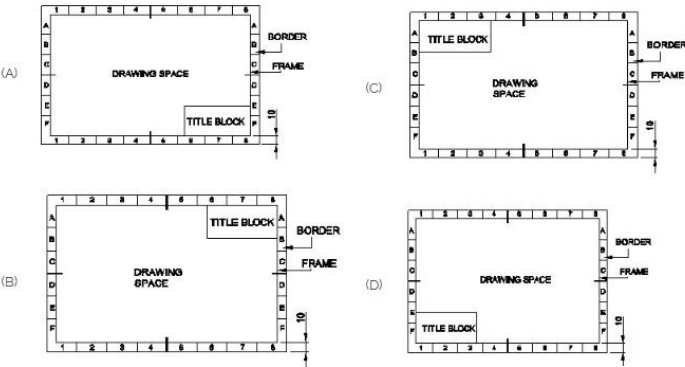 (A)
1 2 3 4 5 6 7 8
A A
B B
C C
D D
E E
F F
1 2 3 4 5 6 7 8
DRAWING SPACE
TITLE BLOCK
BORDER
FRAME
10
(C)
1 2 3 4 5 6 7 8
A A
B B
C C
D D
E E
F F
1 2 3 4 5 6 7 8
TITLE BLOCK
DRAWING
SPACE
BORDER
FRAME
10
(B)
1 2 3 4 5 6 7 8
A A
B B
C C
D D
E E
F F
1 2 3 4 5 6 7 8
TITLE BLOCK
DRAWING
SPACE
BORDER
FRAME
10
(D)
1 2 3 4 5 6 7 8
A A
B B
C C
D D
E E
F F
1 2 3 4 5 6 7 8
DRAWING SPACE
TITLE BLOCK
BORDER
FRAME
10